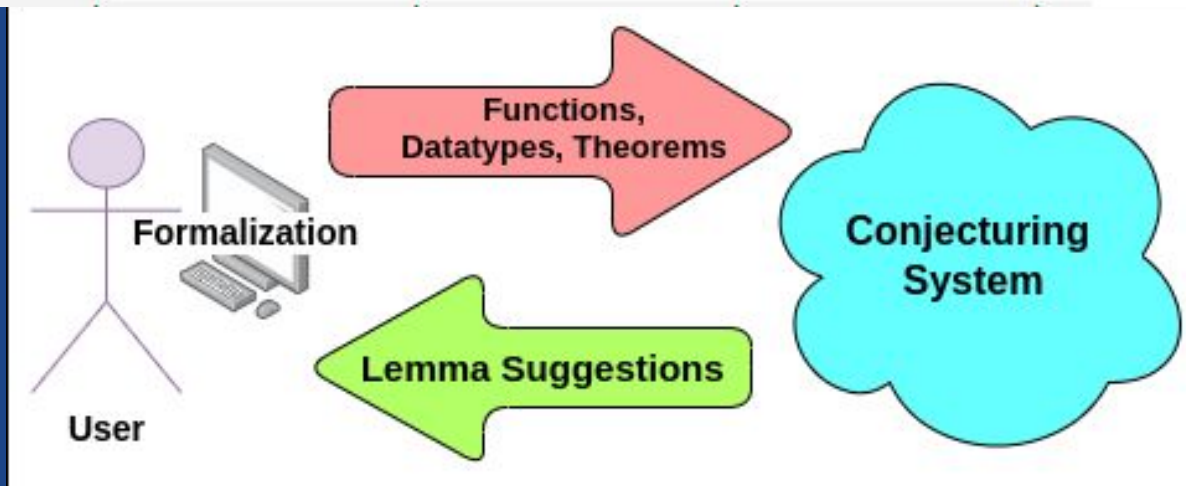 Functions,
Datatypes, Theorems
Formalization
Conjecturing
System
Lemma Suggestions
User